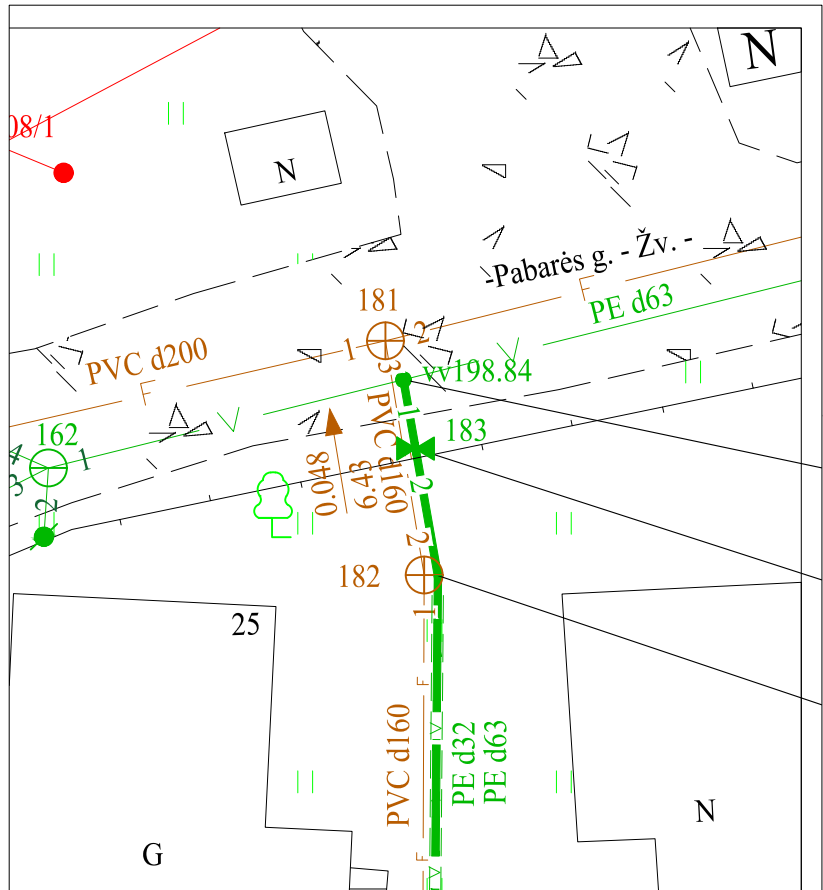 N
08/1
N
-Pabarės g. - Žv. -
F
181
2
PE d63
1
V
PVC d200
3
F
vv198.84
162
V
1
1
183
4
3
PVC d160
2
6.43
0.048
2
2
182
1
25
F
PVC d160
V
PE d32
PE d63
N
G
F
V